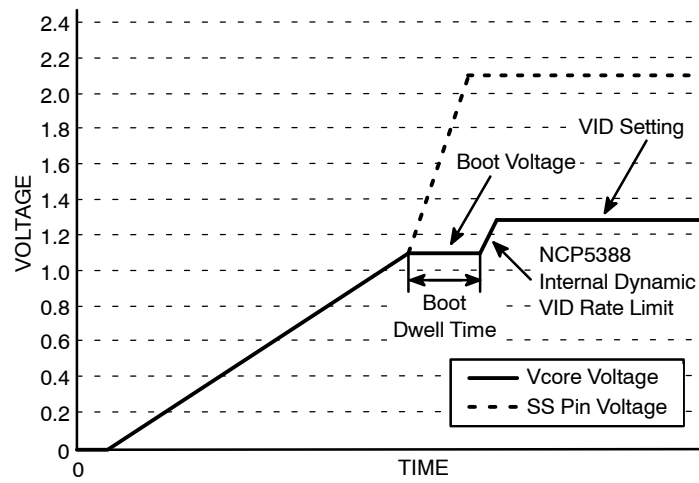 2.4
2.2
2.0
1.8
1.6
1.4
1.2
1.0
0.8
0.6
0.4
0.2
0
0
VOLTAGE
TIME
VID Setting
Boot Voltage
NCP5388
Internal Dynamic
VID Rate Limit
Boot
Dwell Time
Vcore Voltage
SS Pin Voltage